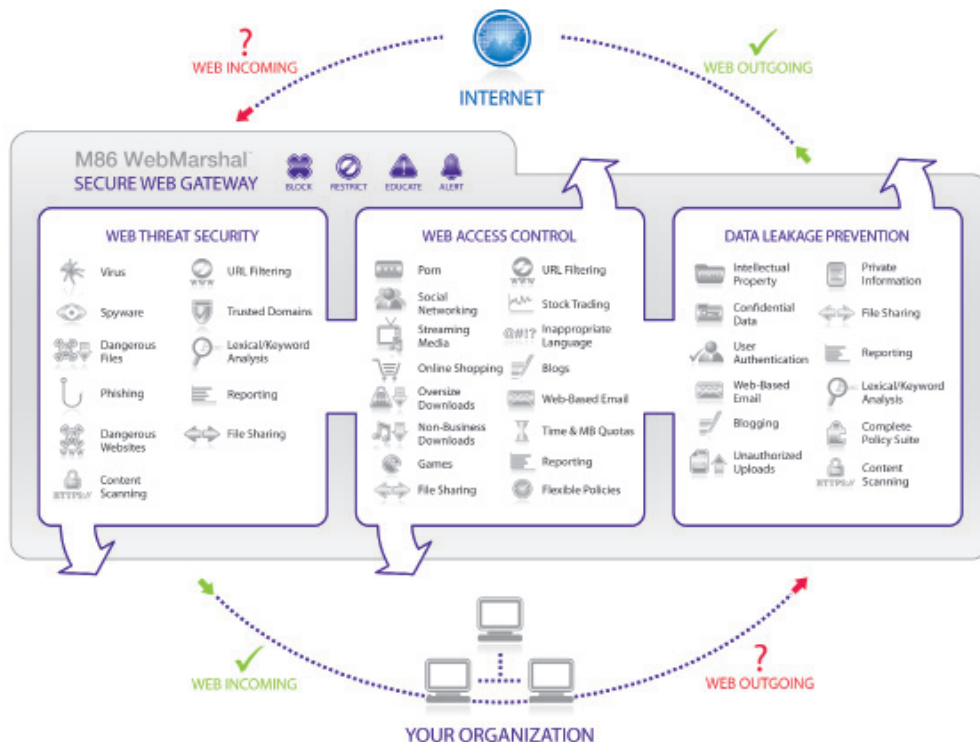 ?
WEB INCOMING
WEB OUTGOING
INTERNET
M86 WebMarshal™
SECURE WEB GATEWAY
BLOCK
RESTRICT
EDUCATE
ALERT
WEB THREAT SECURITY
Virus
URL Filtering
WWW
Spyware
Trusted Domains
Dangerous
Files
Lexical/Keyword
Analysis
Phishing
Reporting
Dangerous
Websites
File Sharing
Content
Scanning
HTTPS://
WEB ACCESS CONTROL
Porn
URL Filtering
WWW
Social
Networking
Stock Trading
Streaming
Media
@#!?
Inappropriate
Language
Online Shopping
Blogs
Oversize
Downloads
Web-Based Email
Non-Business
Downloads
Time & MB Quotas
Games
Reporting
File Sharing
Flexible Policies
DATA LEAKAGE PREVENTION
Intellectual
Property
Private
Information
Confidential
Data
File Sharing
User
Authentication
Reporting
Web-Based
Email
Lexical/Keyword
Analysis
Blogging
Complete
Policy Suite
Unauthorized
Uploads
Content
Scanning
HTTPS://
WEB INCOMING
?
WEB OUTGOING
YOUR ORGANIZATION